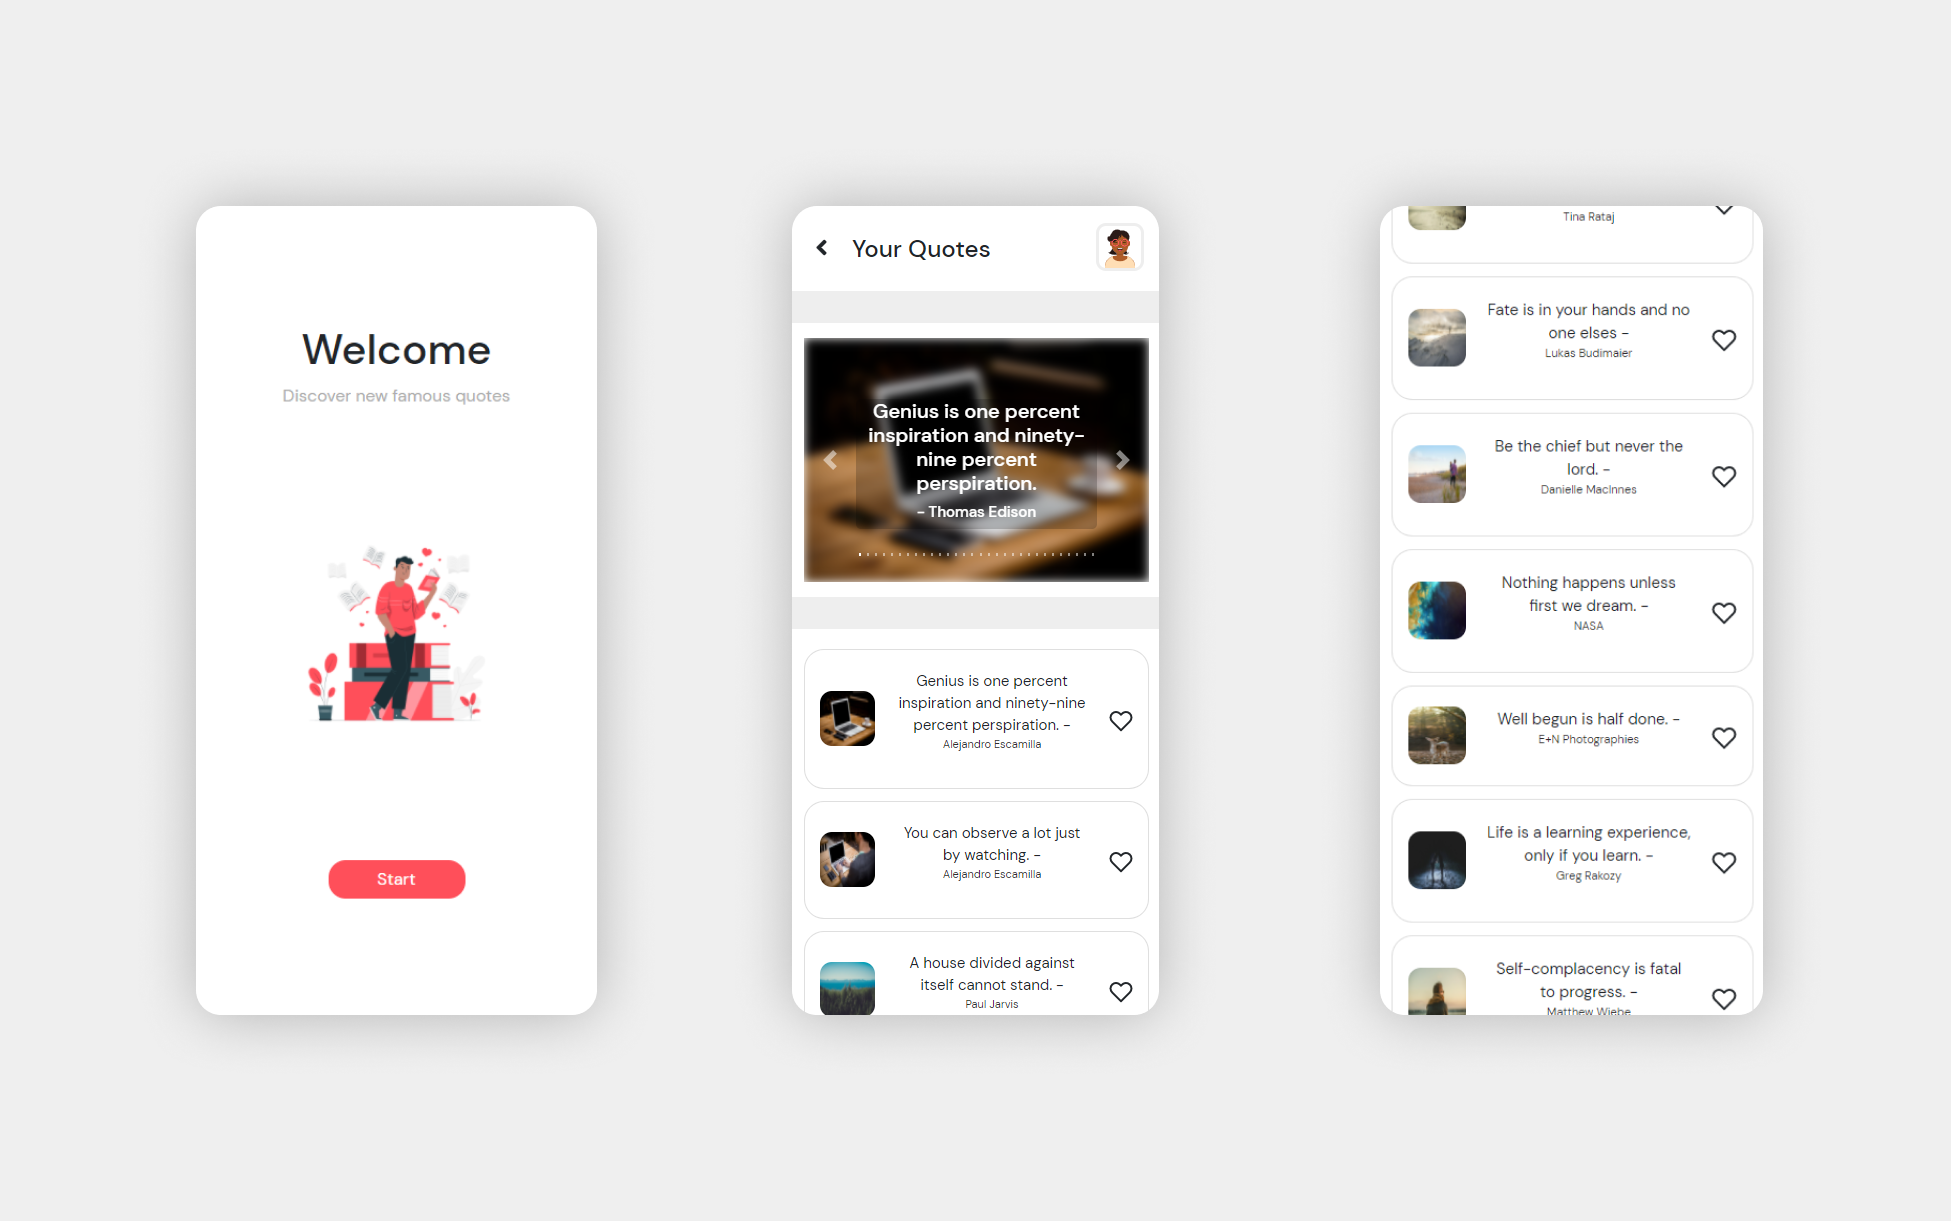 Welcome
Discover new famous quotes
Start
Your Quotes
Genius is one percent
inspiration and ninety-
nine percent
perspiration.
- Thomas Edison
Genius is one percent
inspiration and ninety-nine
percent perspiration. -
Alejandro Escamilla
You can observe a lot just
by watching. -
Alejandro Escamilla
A house divided against
itself cannot stand. -
Paul Jarvis
Tina Rataj
Fate is in your hands and no
one elses -
Lukas Budimaier
Be the chief but never the
lord. -
Danielle MacInnes
Nothing happens unless
first we dream. -
NASA
Well begun is half done. -
E+N Photographies
Life is a learning experience,
only if you learn. -
Greg Rakozy
Self-complacency is fatal
to progress. -
Matthew Wiebe